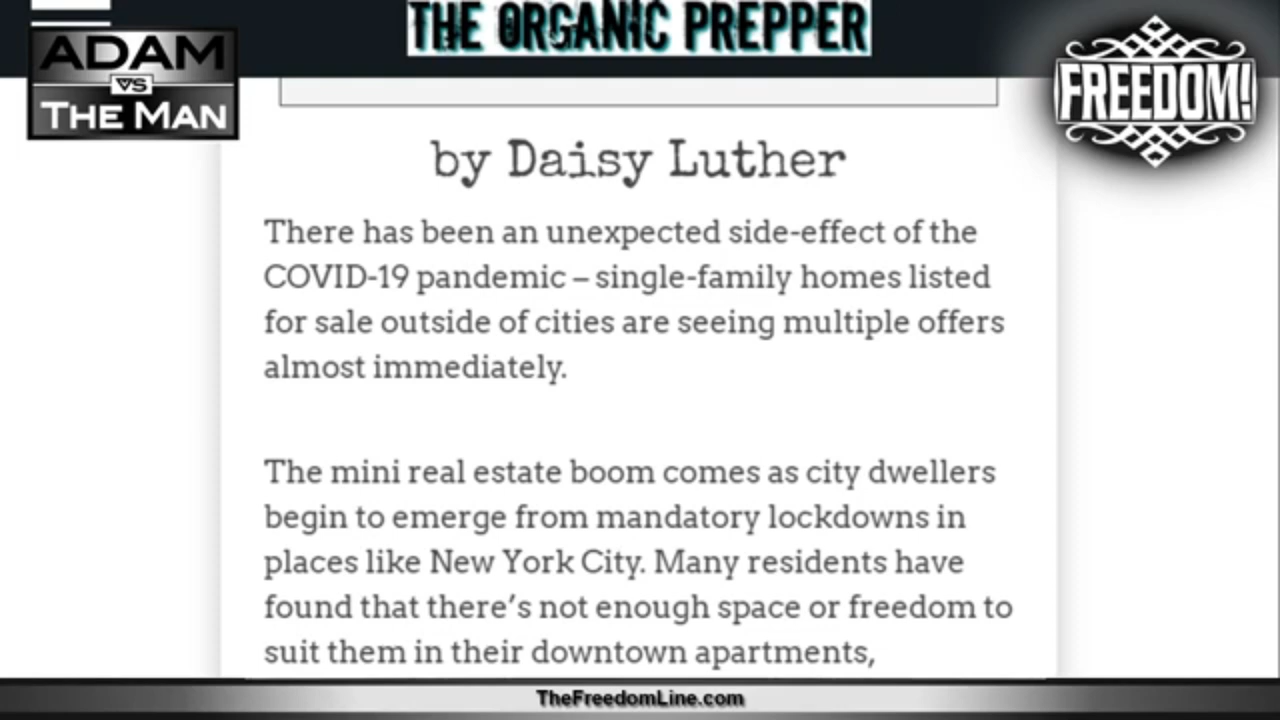 THE ORGANIC PREPPER
ADAM
VS
THE MAN
FREEDOM!
by Daisy Luther
There has been an unexpected side-effect of the
COVID-19 pandemic – single-family homes listed
for sale outside of cities are seeing multiple offers
almost immediately.
The mini real estate boom comes as city dwellers
begin to emerge from mandatory lockdowns in
places like New York City. Many residents have
found that there’s not enough space or freedom to
suit them in their downtown apartments,
TheFreedomLine.com